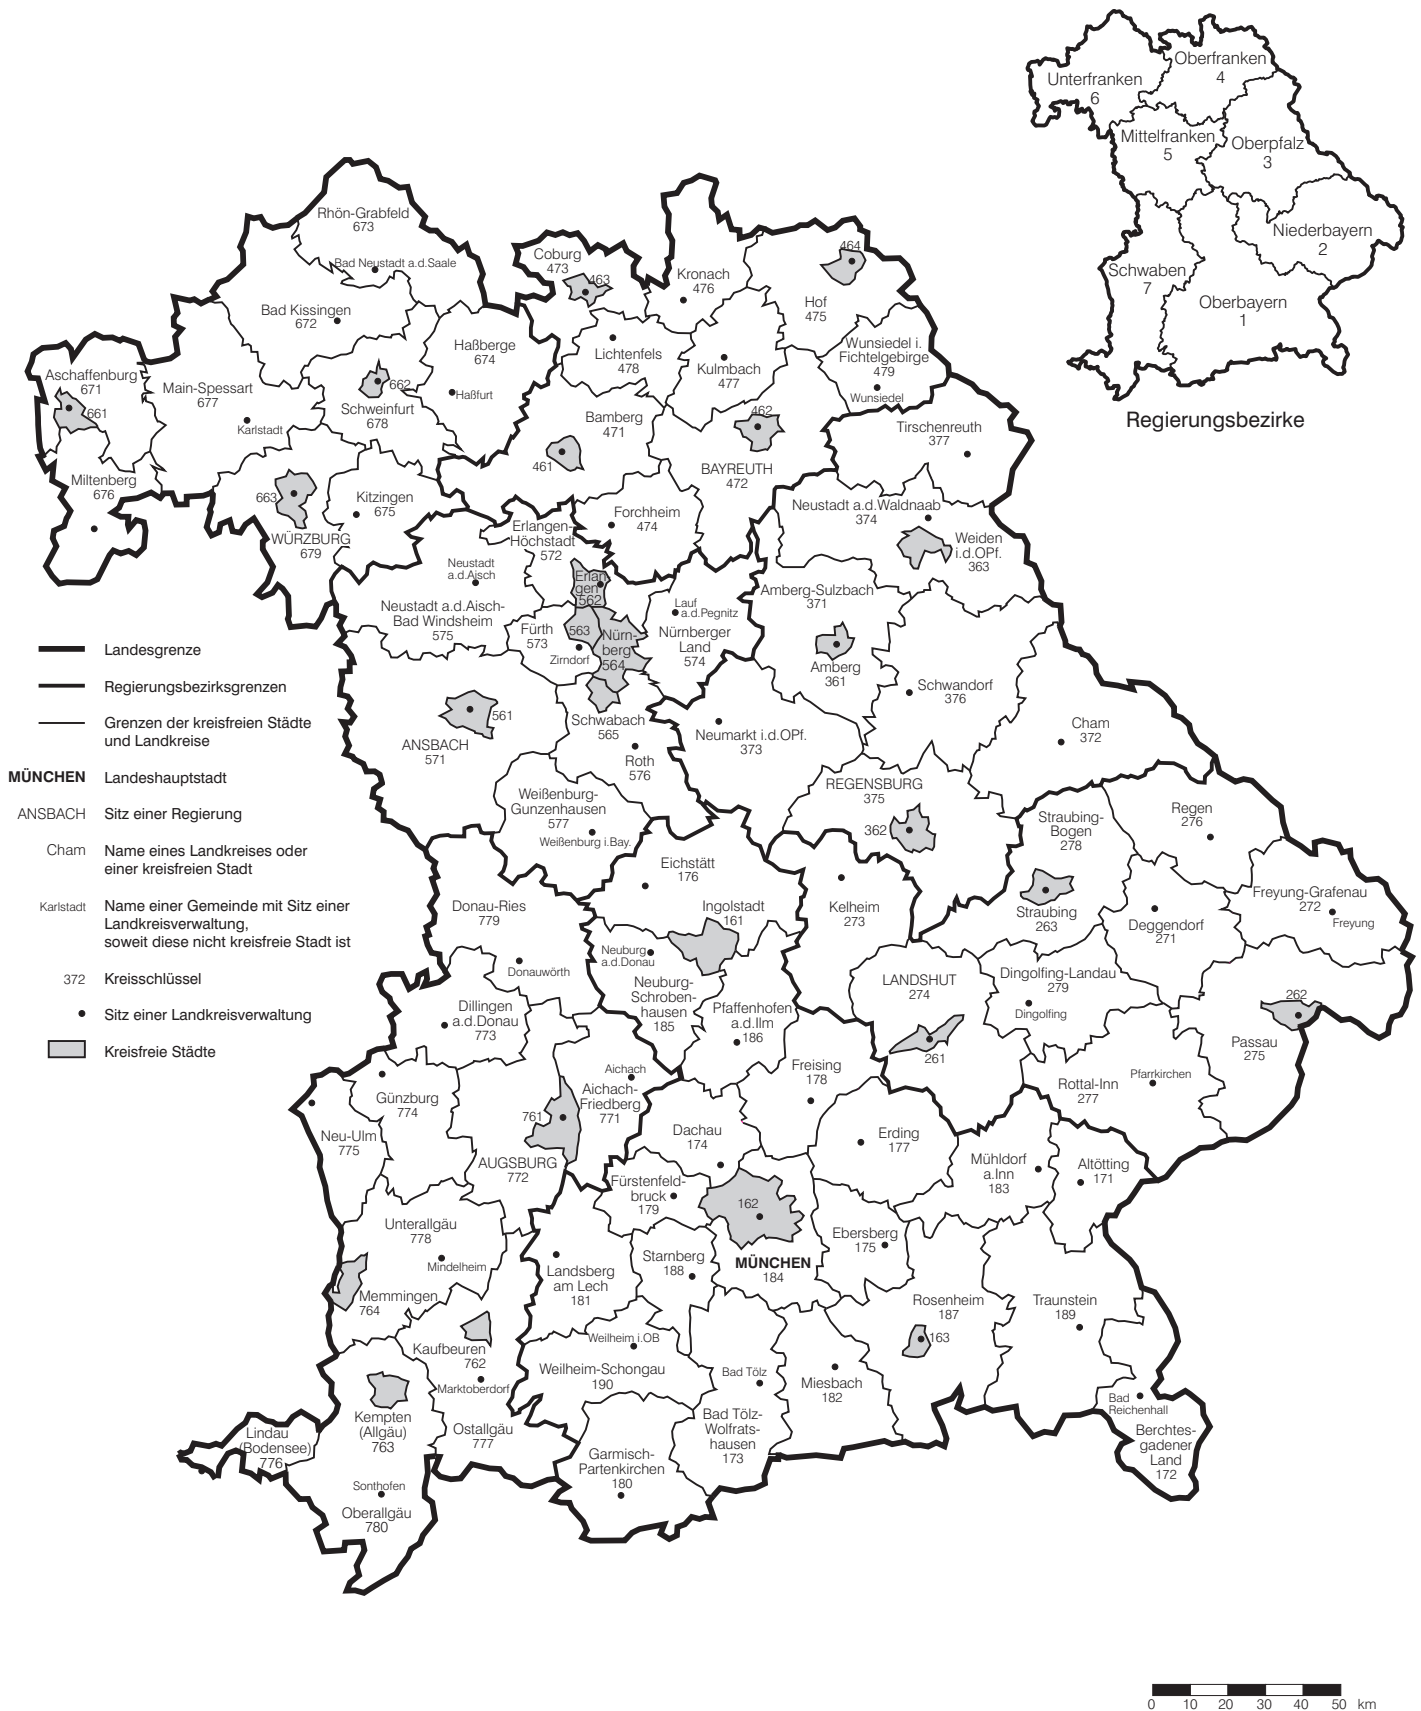 Unterfranken
6
Oberfranken
4
Mittelfranken
5
Oberpfalz
3
Niederbayern
2
Schwaben
7
Oberbayern
1
Regierungsbezirke
Rhön-Grabfeld
673
Bad Neustadt a.d.Saale
Bad Kissingen
672
Coburg
473
463
Kronach
476
464
Hof
475
Haßberge
674
Haßfurt
Lichtenfels
478
Kulmbach
477
Wunsiedel i.
Fichtelgebirge
479
Wunsiedel
Aschaffenburg
671
661
Main-Spessart
677
Karlstadt
662
Schweinfurt
678
Bamberg
471
461
462
BAYREUTH
472
Tirschenreuth
377
Miltenberg
676
663
WÜRZBURG
679
Kitzingen
675
Forchheim
474
Neustadt a.d.Waldnaab
374
Weiden
i.d.OPf.
363
Erlangen-
Höchstadt
572
Neustadt
a.d.Aisch
Erlan-
gen
562
Neustadt a.d.Aisch-
Bad Windsheim
575
Fürth
573
563
Zirndorf
Nürn-
berg
564
Lauf
a.d.Pegnitz
Nürnberger
Land
574
Amberg-Sulzbach
371
Amberg
361
Schwandorf
376
Cham
372
561
ANSBACH
571
Schwabach
565
Roth
576
Neumarkt i.d.OPf.
373
Weißenburg-
Gunzenhausen
577
Weißenburg i.Bay.
REGENSBURG
375
362
Landesgrenze
Regierungsbezirksgrenzen
Grenzen der kreisfreien Städte
und Landkreise
MÜNCHEN
Landeshauptstadt
ANSBACH
Sitz einer Regierung
Cham
Name eines Landkreises oder
einer kreisfreien Stadt
Karlstadt
Name einer Gemeinde mit Sitz einer
Landkreisverwaltung,
soweit diese nicht kreisfreie Stadt ist
372
Kreisschlüssel
Sitz einer Landkreisverwaltung
Kreisfreie Städte
Straubing-
Bogen
278
Regen
276
Straubing
263
Deggendorf
271
Freyung-Grafenau
272
Freyung
Eichstätt
176
Ingolstadt
161
Kelheim
273
Donau-Ries
779
Donauwörth
Neuburg
a.d.Donau
Neuburg-
Schroben-
hausen
185
Pfaffenhofen
a.d.Ilm
186
LANDSHUT
274
261
Dingolfing-Landau
279
Dingolfing
262
Passau
275
Rottal-Inn
277
Pfarrkirchen
Dillingen
a.d.Donau
773
Günzburg
774
Neu-Ulm
775
Aichach
Aichach-
Friedberg
771
761
AUGSBURG
772
Freising
178
Dachau
174
Erding
177
Mühldorf
a.Inn
183
Altötting
171
Fürstenfeld-
bruck
179
162
MÜNCHEN
184
Ebersberg
175
Unterallgäu
778
Mindelheim
Memmingen
764
Landsberg
am Lech
181
Starnberg
188
Rosenheim
187
163
Traunstein
189
Kaufbeuren
762
Marktoberdorf
Ostallgäu
777
Weilheim i.OB
Weilheim-Schongau
190
Bad Tölz
Bad Tölz-
Wolfrats-
hausen
173
Miesbach
182
Bad
Reichenhall
Berchtes-
gadener
Land
172
Kempten
(Allgäu)
763
Lindau
(Bodensee)
776
Sonthofen
Oberallgäu
780
Garmisch-
Partenkirchen
180
0 10 20 30 40 50 km